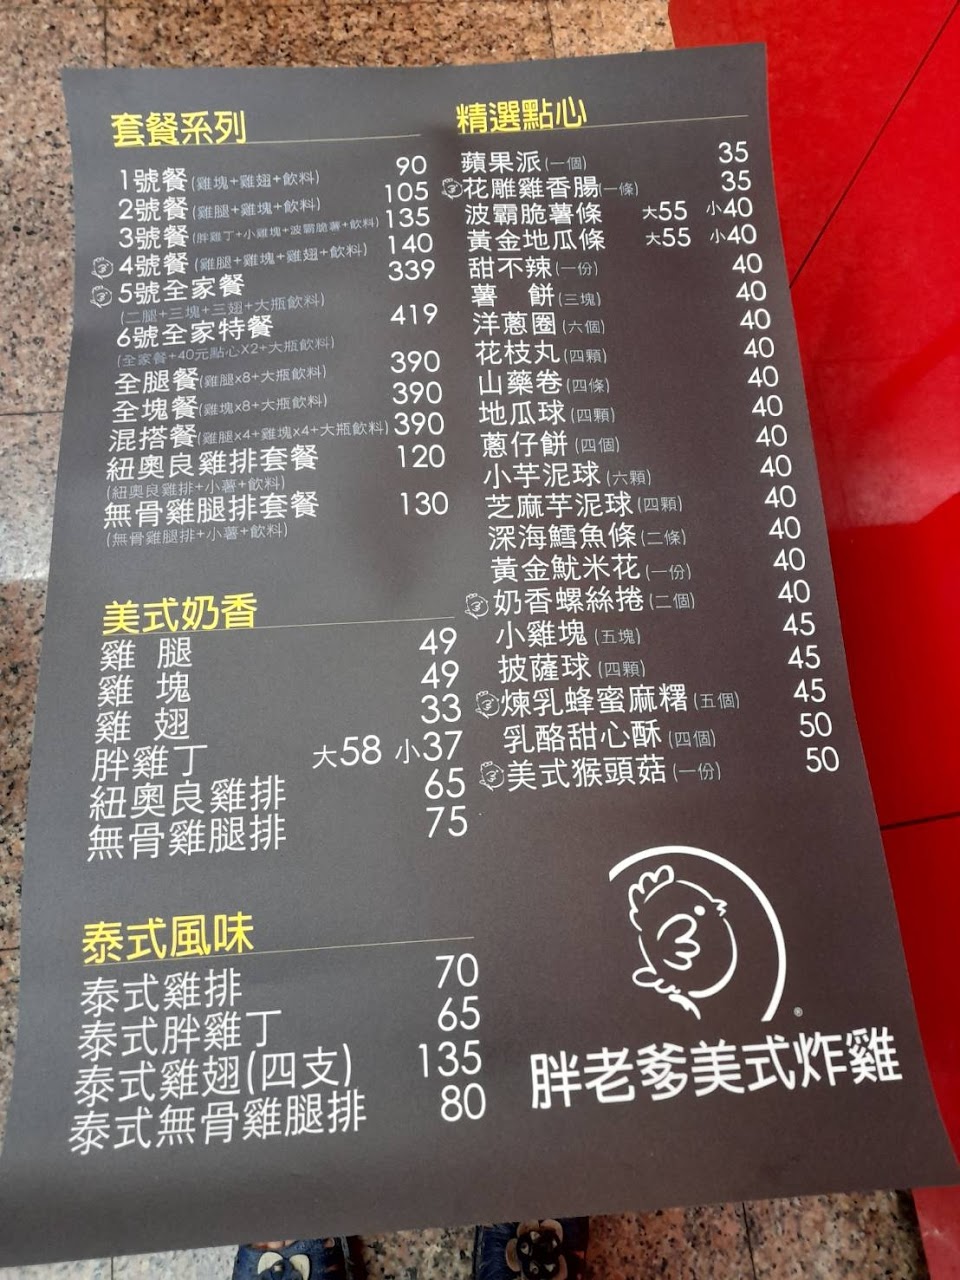 套餐系列
1號餐(雞塊+雞翅+飲料) 90
2號餐(雞腿+雞塊+飲料) 105
3號餐(胖雞丁+小雞塊+波霸脆薯+飲料) 135
4號餐(雞腿+雞塊+雞翅+飲料) 140
5號全家餐 339
(二腿+三塊+三翅+大瓶飲料)
6號全家特餐 419
(全家餐+40元點心X2+大瓶飲料)
全腿餐(雞腿x8+大瓶飲料) 390
全塊餐(雞塊x8+大瓶飲料) 390
混搭餐(雞腿x4+雞塊x4+大瓶飲料) 390
紐奧良雞排套餐 120
(紐奧良雞排+小薯+飲料)
無骨雞腿排套餐 130
(無骨雞腿排+小薯+飲料)
美式奶香
雞 腿 49
雞 塊 49
雞 翅 33
胖雞丁 大58 小37
紐奧良雞排 65
無骨雞腿排 75
泰式風味
泰式雞排 70
泰式胖雞丁 65
泰式雞翅(四支) 135
泰式無骨雞腿排 80
精選點心
蘋果派(一個) 35
花雕雞香腸(一條) 35
波霸脆薯條 大55 小40
黃金地瓜條 大55 小40
甜不辣(一份) 40
薯 餅(三塊) 40
洋蔥圈(六個) 40
花枝丸(四顆) 40
山藥卷(四條) 40
地瓜球(四顆) 40
蔥仔餅(四個) 40
小芋泥球(六顆) 40
芝麻芋泥球(四顆) 40
深海鱈魚條(二條) 40
黃金魷米花(一份) 40
奶香螺絲捲(二個) 40
小雞塊(五塊) 45
披薩球(四顆) 45
煉乳蜂蜜麻糬(五個) 45
乳酪甜心酥(四個) 50
美式猴頭菇(一份) 50
®
胖老爹美式炸雞